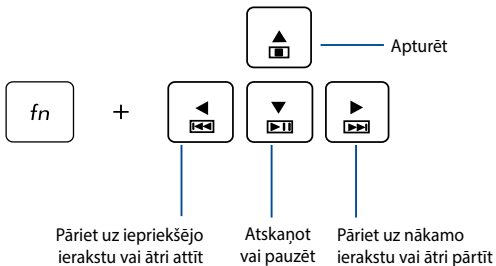 Apturēt
fn +
Pāriet uz iepriekšējo
ierakstu vai ātri attīt
Atskaņot
vai pauzēt
Pāriet uz nākamo
ierakstu vai ātri pārtīt